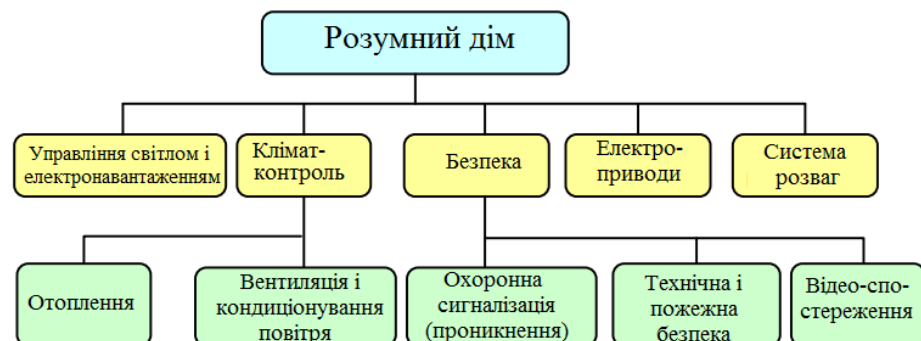 Розумний дім
Управління світлом і
електронавантаженням
Клімат-
контроль
Безпека
Електро-
приводи
Система
розваг
Отоплення
Вентиляція і
кондиціонування
повітря
Охоронна
сигналізація
(проникнення)
Технічна і
пожежна
безпека
Відео-спо-
стереження